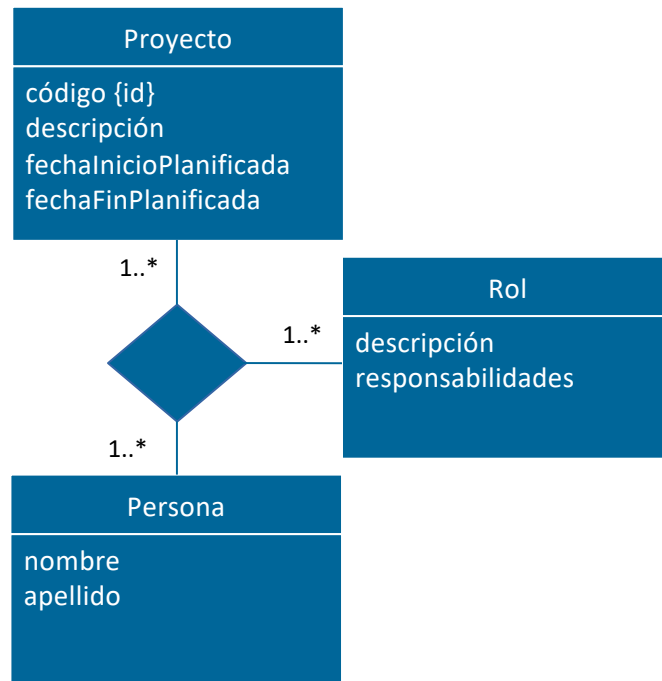 Proyecto
código {id}
descripción
fechaInicioPlanificada
fechaFinPlanificada
1..*
Rol
1..*
descripción
responsabilidades
1..*
Persona
nombre
apellido